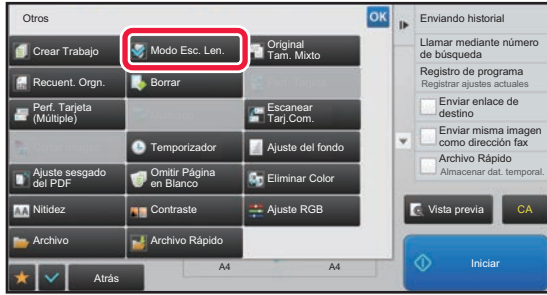 Otros
OK
Crear Trabajo
Modo Esc. Len.
Original
Tam. Mixto
Recuent. Orgn.
Borrar
Perf. Tarjeta
(Múltiple)
Escanear
Tarj.Com.
Temporizador
Ajuste del fondo
Ajuste sesgado
del PDF
Omitir Página
en Blanco
Eliminar Color
AA Nitidez
Contraste
Ajuste RGB
Archivo
Archivo Rápido
Atrás
A4
A4
Enviando historial
Llamar mediante número
de búsqueda
Registro de programa
Registrar ajustes actuales
Enviar enlace de
destino
Enviar misma imagen
como dirección fax
Archivo Rápido
Almacenar dat. temporal.
Vista previa
CA
Iniciar